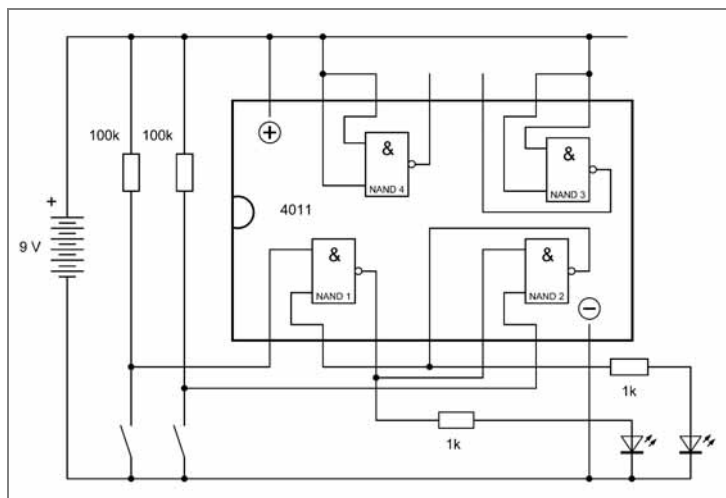 100k 100k
+
&
NAND 4
&
NAND 3
+
9 V
4011
&
NAND 1
&
NAND 2
−
1k
1k